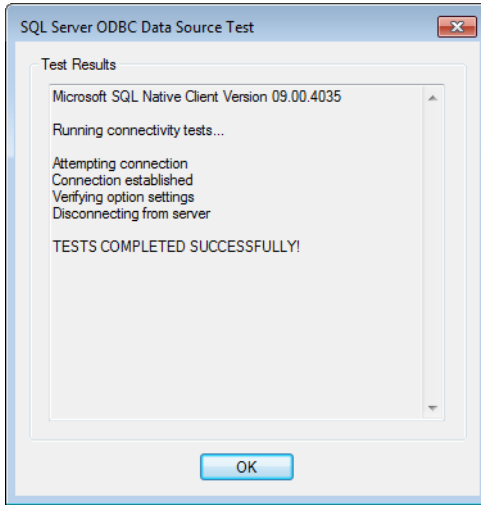 SQL Server ODBC Data Source Test
Test Results
Microsoft SQL Native Client Version 09.00.4035
Running connectivity tests...
Attempting connection
Connection established
Verifying option settings
Disconnecting from server
TESTS COMPLETED SUCCESSFULLY!
OK